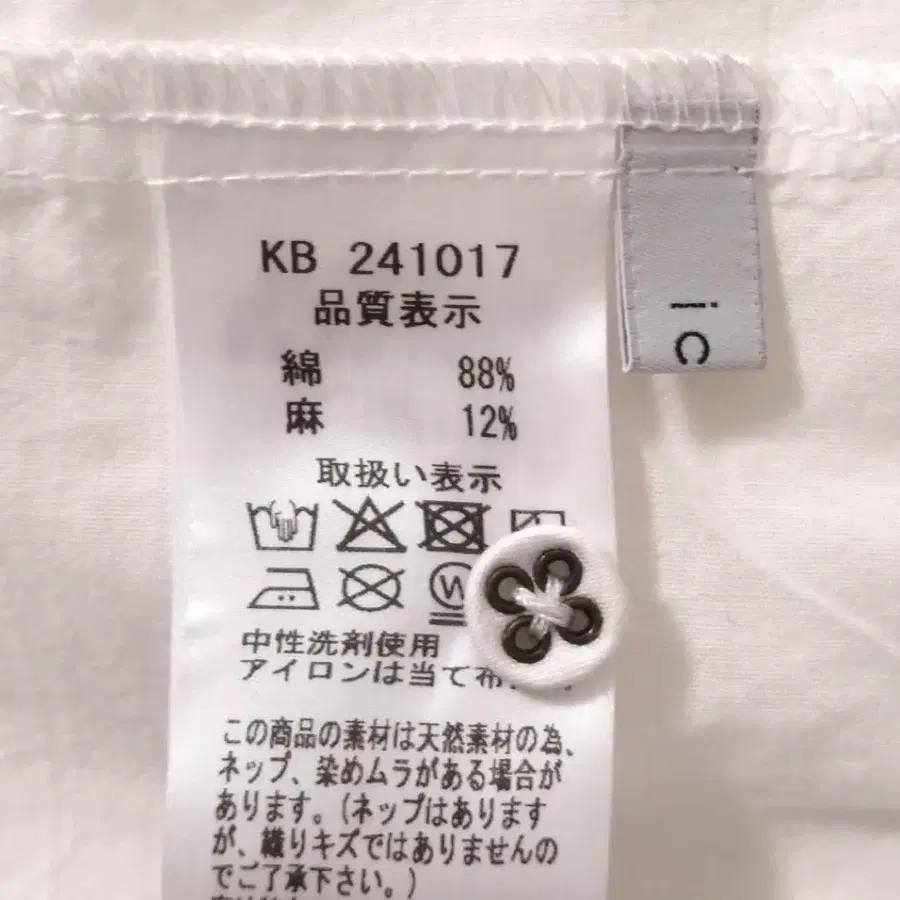 KB 241017
品質表示
綿 88%
麻 12%
取扱い表示
W
中性洗剤使用
アイロンは当て布
この商品の素材は天然素材の為、
ネップ、染めムラがある場合が
あります。(ネップはあります
が、織りキズではありませんの
でご了承下さい。)
i C